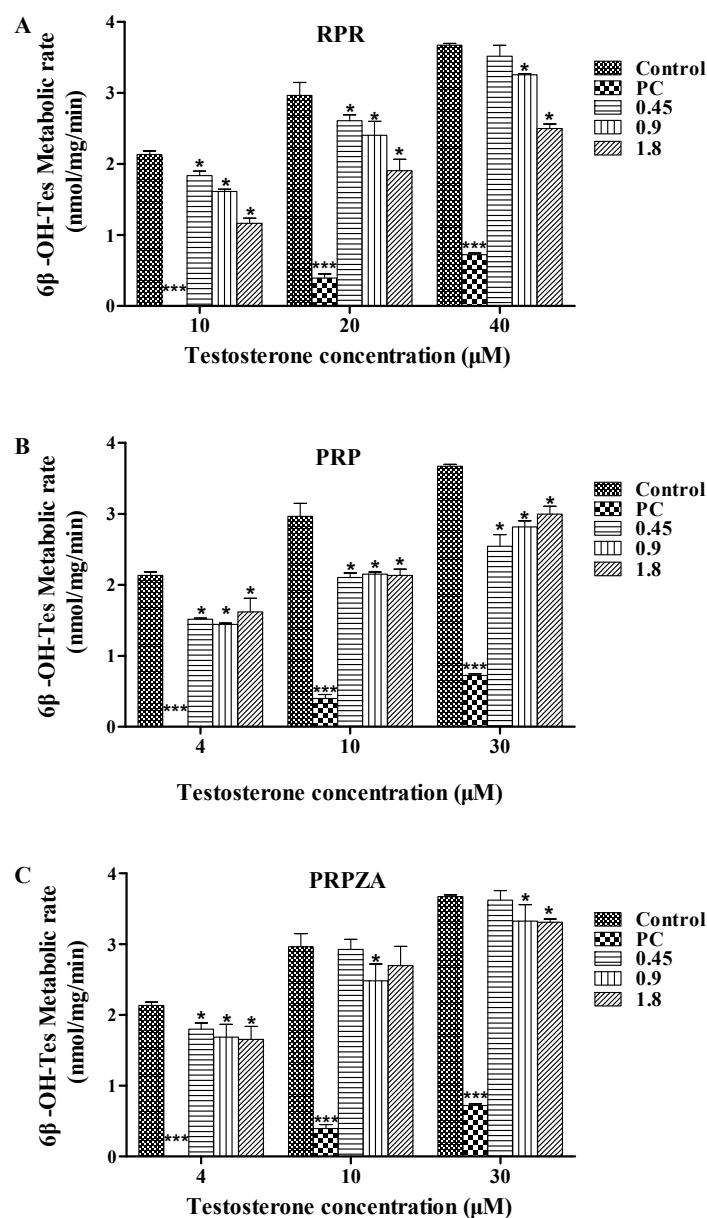 A
RPR
6β -OH-Tes Metabolic rate
(nmol/mg/min)
4
3
2
1
0
*** * * *
*** * * *
*** * *
10 20 40
Testosterone concentration (μM)
Control
PC
0.45
0.9
1.8
B
PRP
6β -OH-Tes Metabolic rate
(nmol/mg/min)
4
3
2
1
0
*** * * *
*** * * *
*** * * *
4 10 30
Testosterone concentration (μM)
Control
PC
0.45
0.9
1.8
C
PRPZA
6β -OH-Tes Metabolic rate
(nmol/mg/min)
4
3
2
1
0
*** * * *
*** *
*** * *
4 10 30
Testosterone concentration (μM)
Control
PC
0.45
0.9
1.8